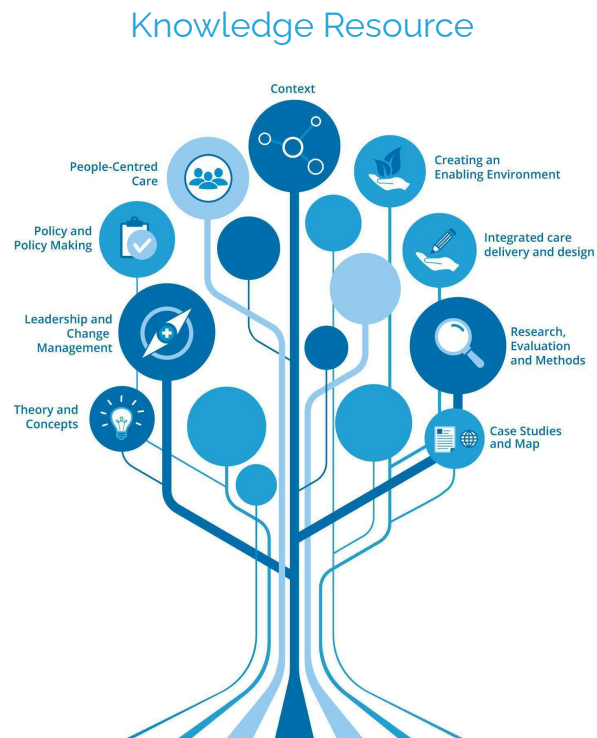 Knowledge Resource
Context
People-Centred
Care
Creating an
Enabling Environment
Policy and
Policy Making
Integrated care
delivery and design
Leadership and
Change
Management
Research,
Evaluation
and Methods
Theory and
Concepts
Case Studies
and Map